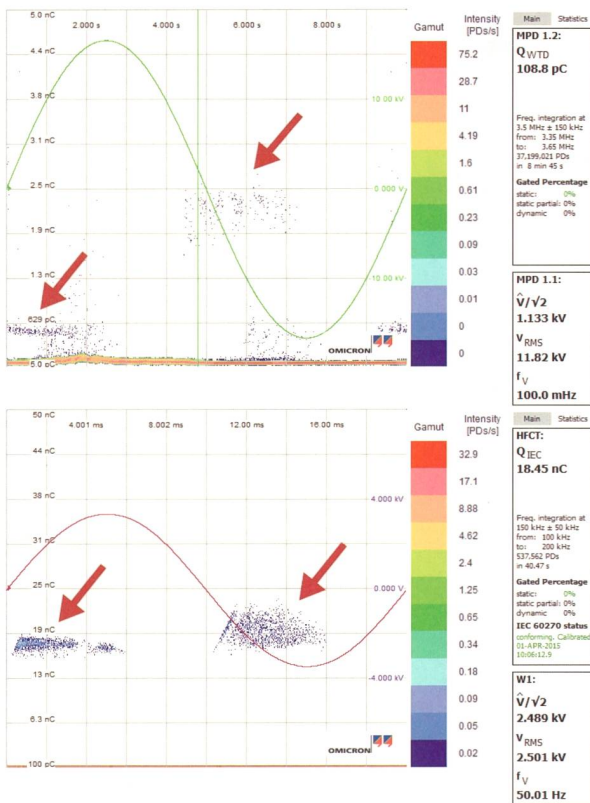 5.0 nC
2.000 s
4.000 s
6.000 s
8.000 s
4.4 nC
3.8 nC
10.00 kV
3.1 nC
2.5 nC
0.000 V
1.9 nC
1.3 nC
-10.00 kV
629 pC
OMICRON
5.0 pC
Gamut
Intensity
[PDs/s]
75.2
28.7
11
4.19
1.6
0.61
0.23
0.09
0.03
0.01
0
0
Main Statistics
MPD 1.2:
QWTD
108.8 pC
Freq. integration at
3.5 MHz ± 150 kHz
from: 3.35 MHz
to: 3.65 MHz
37,199,021 PDs
in 8 min 45 s
Gated Percentage
static: 0%
static partial: 0%
dynamic 0%
MPD 1.1:
V̂/√2
1.133 kV
VRMS
11.82 kV
fV
100.0 mHz
50 nC
4.001 ms
8.002 ms
12.00 ms
16.00 ms
44 nC
38 nC
4.000 kV
31 nC
25 nC
0.000 V
19 nC
13 nC
-4.000 kV
6.3 nC
OMICRON
100 pC
Gamut
Intensity
[PDs/s]
32.9
17.1
8.88
4.62
2.4
1.25
0.65
0.34
0.18
0.09
0.05
0.02
Main Statistics
HFCT:
QIEC
18.45 nC
Freq. integration at
150 kHz ± 50 kHz
from: 100 kHz
to: 200 kHz
537,562 PDs
in 40.47 s
Gated Percentage
static: 0%
static partial: 0%
dynamic 0%
IEC 60270 status
conforming. Calibrated
01-APR-2015
10:06:12.9
W1:
V̂/√2
2.489 kV
VRMS
2.501 kV
fV
50.01 Hz